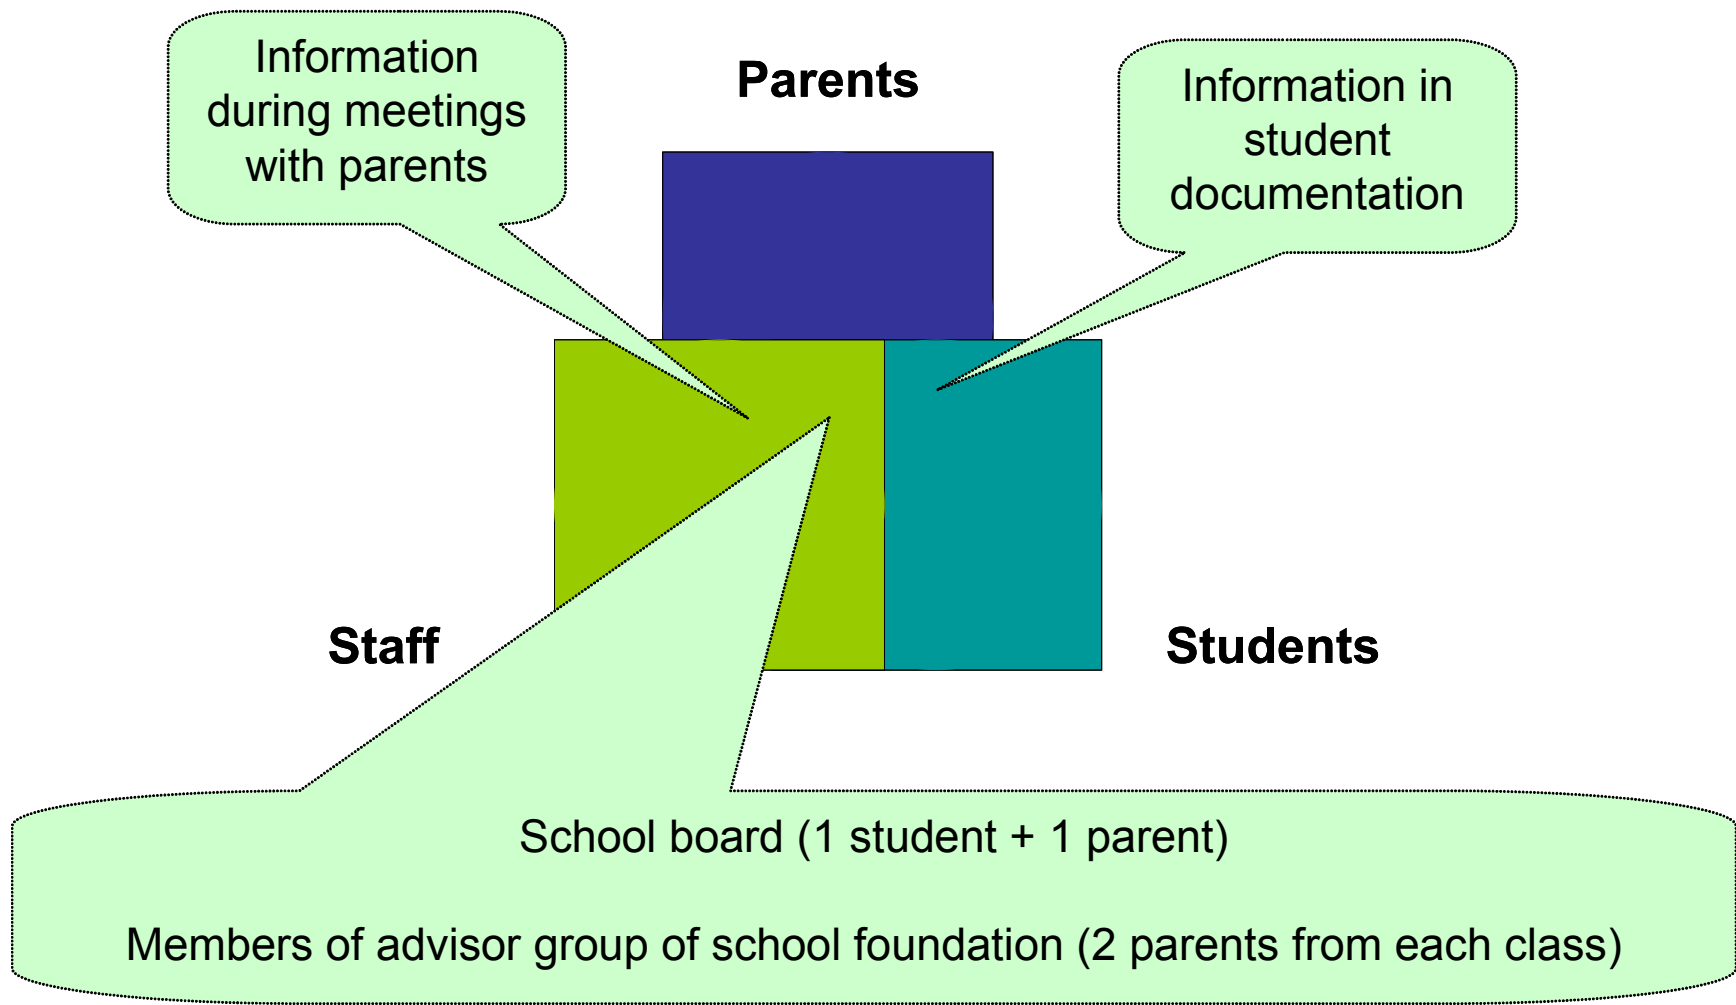 Information
during meetings
with parents
Parents
Information in
student
documentation
Staff
Students
School board (1 student + 1 parent)
Members of advisor group of school foundation (2 parents from each class)